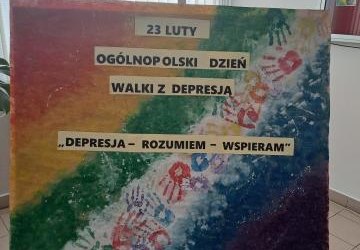 23 LUTY
OGÓLNOPOLSKI DZIEŃ
WALKI Z DEPRESJĄ
„DEPRESJA – ROZUMIEM – WSPIERAM”